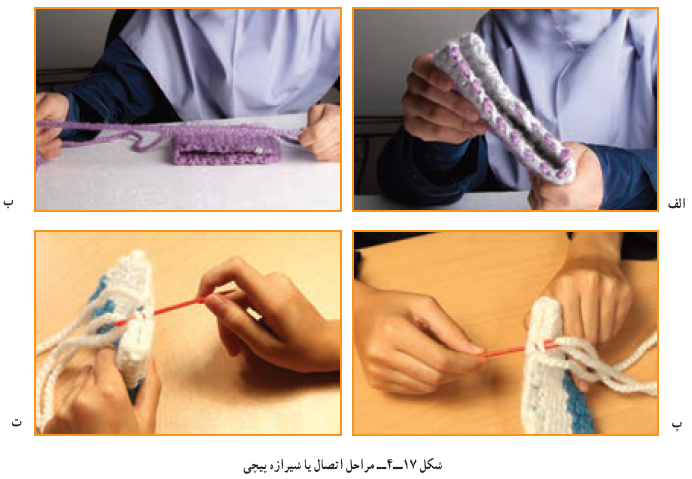 الف
ب
ب
ت
شکل ۱۷ــ۴ــ مراحل اتصال یا شیرازه پیچی